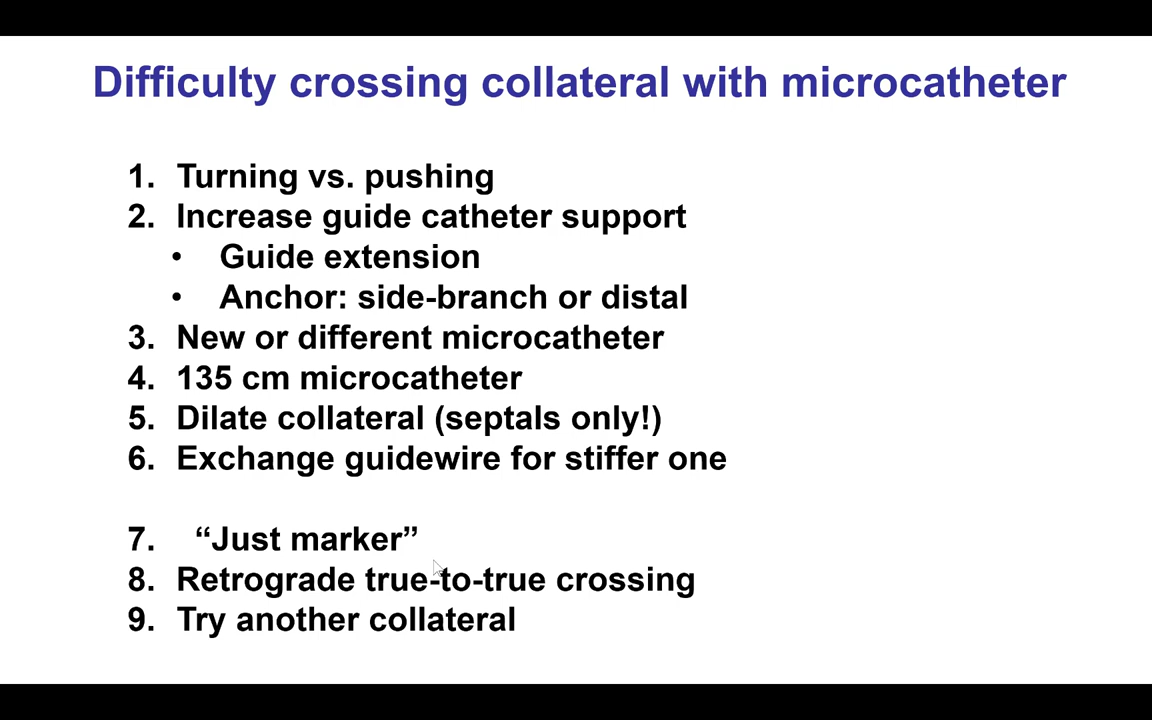 Difficulty crossing collateral with microcatheter
1. Turning vs. pushing
2. Increase guide catheter support
• Guide extension
• Anchor: side-branch or distal
3. New or different microcatheter
4. 135 cm microcatheter
5. Dilate collateral (septals only!)
6. Exchange guidewire for stiffer one
7. “Just marker”
8. Retrograde true-to-true crossing
9. Try another collateral